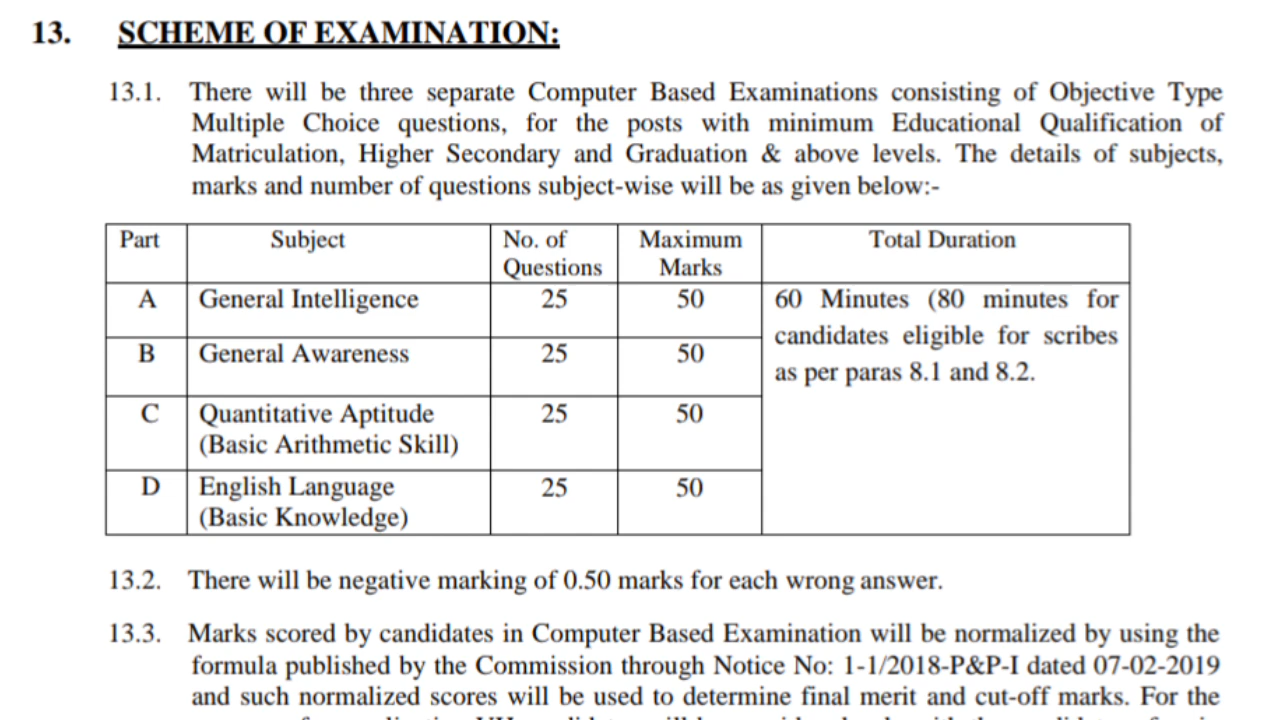 13. SCHEME OF EXAMINATION:
13.1. There will be three separate Computer Based Examinations consisting of Objective Type
Multiple Choice questions, for the posts with minimum Educational Qualification of
Matriculation, Higher Secondary and Graduation & above levels. The details of subjects,
marks and number of questions subject-wise will be as given below:-
Part Subject No. of Questions Maximum Marks Total Duration
A General Intelligence 25 50 60 Minutes (80 minutes for
candidates eligible for scribes
B General Awareness 25 50
as per paras 8.1 and 8.2.
C Quantitative Aptitude 25 50
(Basic Arithmetic Skill)
D English Language 25 50
(Basic Knowledge)
13.2. There will be negative marking of 0.50 marks for each wrong answer.
13.3. Marks scored by candidates in Computer Based Examination will be normalized by using the
formula published by the Commission through Notice No: 1-1/2018-P&P-I dated 07-02-2019
and such normalized scores will be used to determine final merit and cut-off marks. For the